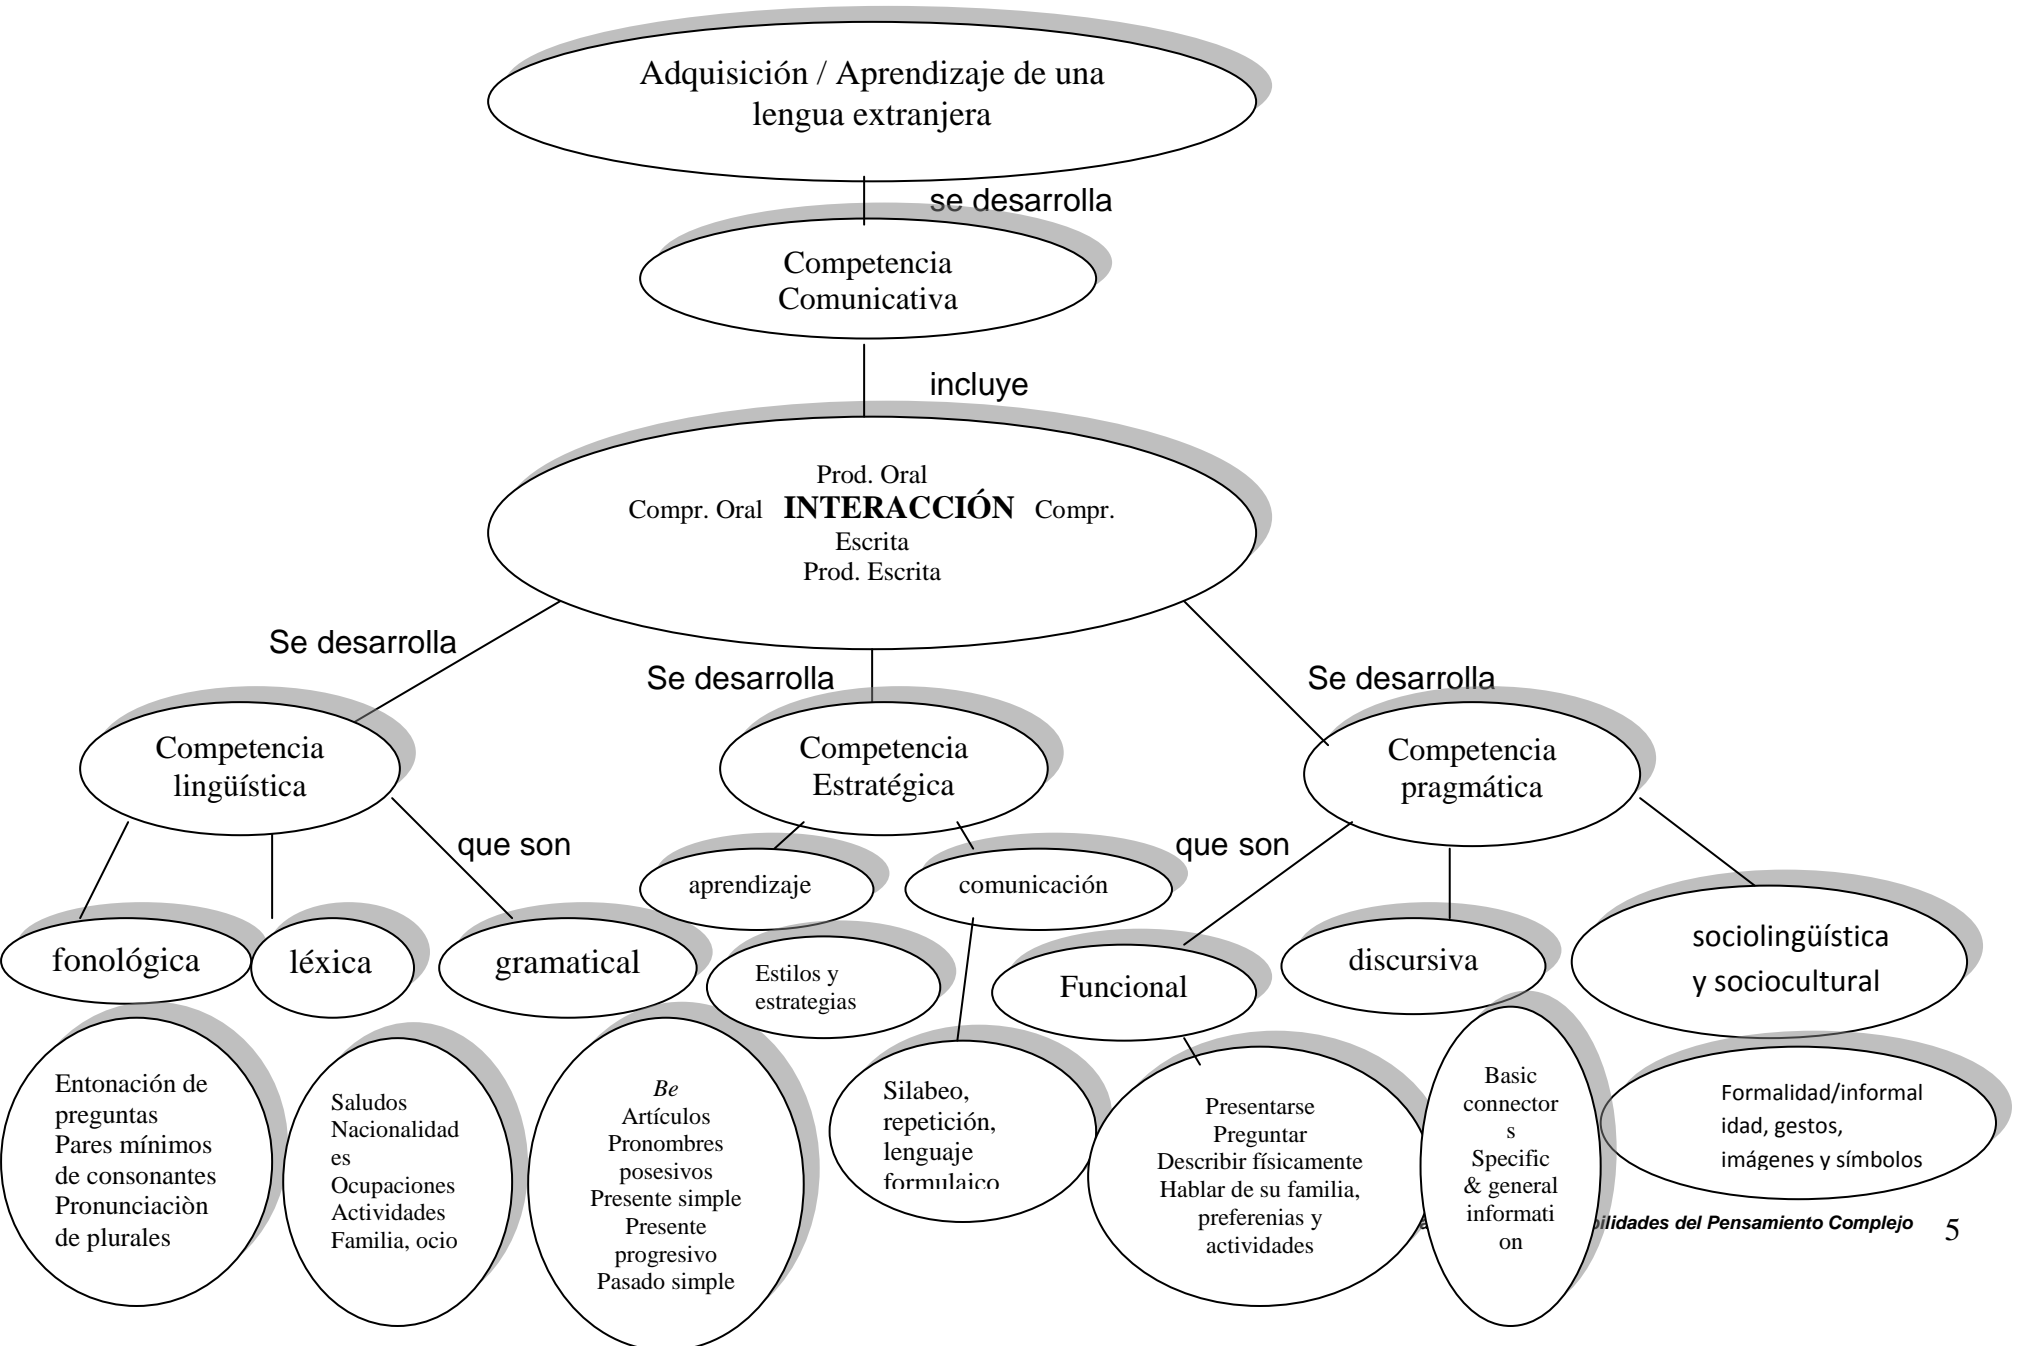 Adquisición / Aprendizaje de una
lengua extranjera
se desarrolla
Competencia
Comunicativa
incluye
Prod. Oral
Compr. Oral INTERACCIÓN Compr.
Escrita
Prod. Escrita
Se desarrolla
Se desarrolla
Se desarrolla
Competencia
lingüística
Competencia
Estratégica
Competencia
pragmática
que son
que son
aprendizaje
comunicación
fonológica
léxica
gramatical
Estilos y
estrategias
Funcional
discursiva
sociolingüística
y sociocultural
Entonación de
preguntas
Pares mínimos
de consonantes
Pronunciaciòn
de plurales
Saludos
Nacionalidad
es
Ocupaciones
Actividades
Familia, ocio
Be
Artículos
Pronombres
posesivos
Presente simple
Presente
progresivo
Pasado simple
Silabeo,
repetición,
lenguaje
formulaico
Presentarse
Preguntar
Describir físicamente
Hablar de su familia,
preferenias y
actividades
Basic
connector
s
Specific
& general
informati
on
Formalidad/informal
idad, gestos,
imágenes y símbolos
del Pensamiento Complejo 5